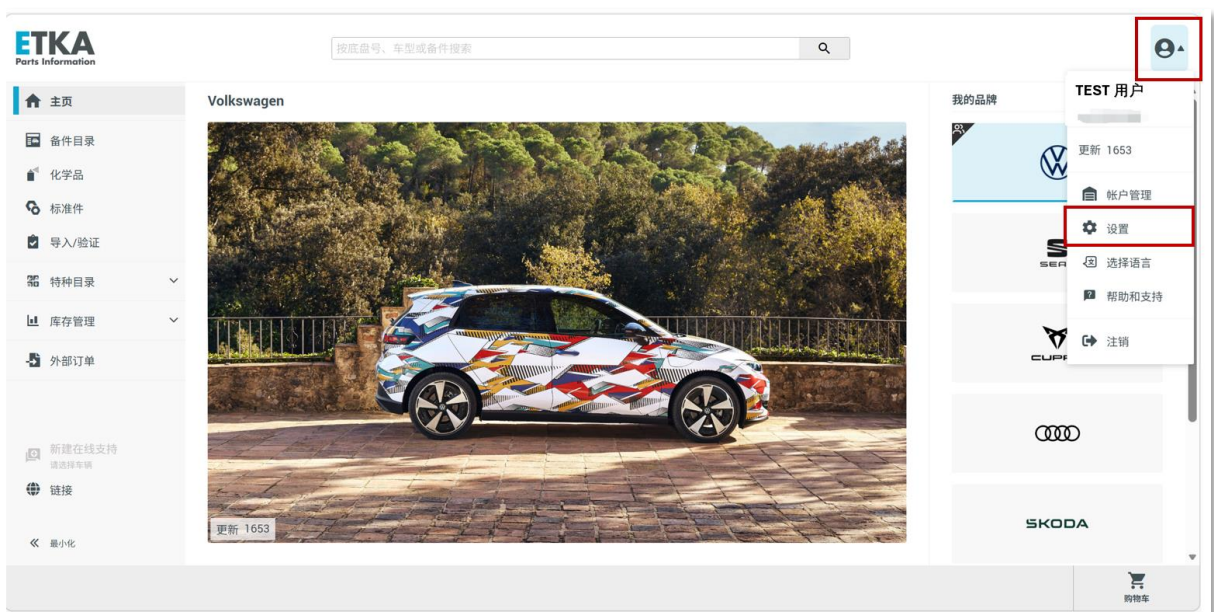 ETKA
Parts Information
按底盘号、车型或备件搜索
主页
备件目录
化学品
标准件
导入/验证
特种目录
库存管理
外部订单
新建在线支持
请选择车辆
链接
最小化
Volkswagen
更新 1653
我的品牌
SEA
CUP
SKODA
TEST 用户
更新 1653
帐户管理
设置
选择语言
帮助和支持
注销
购物车